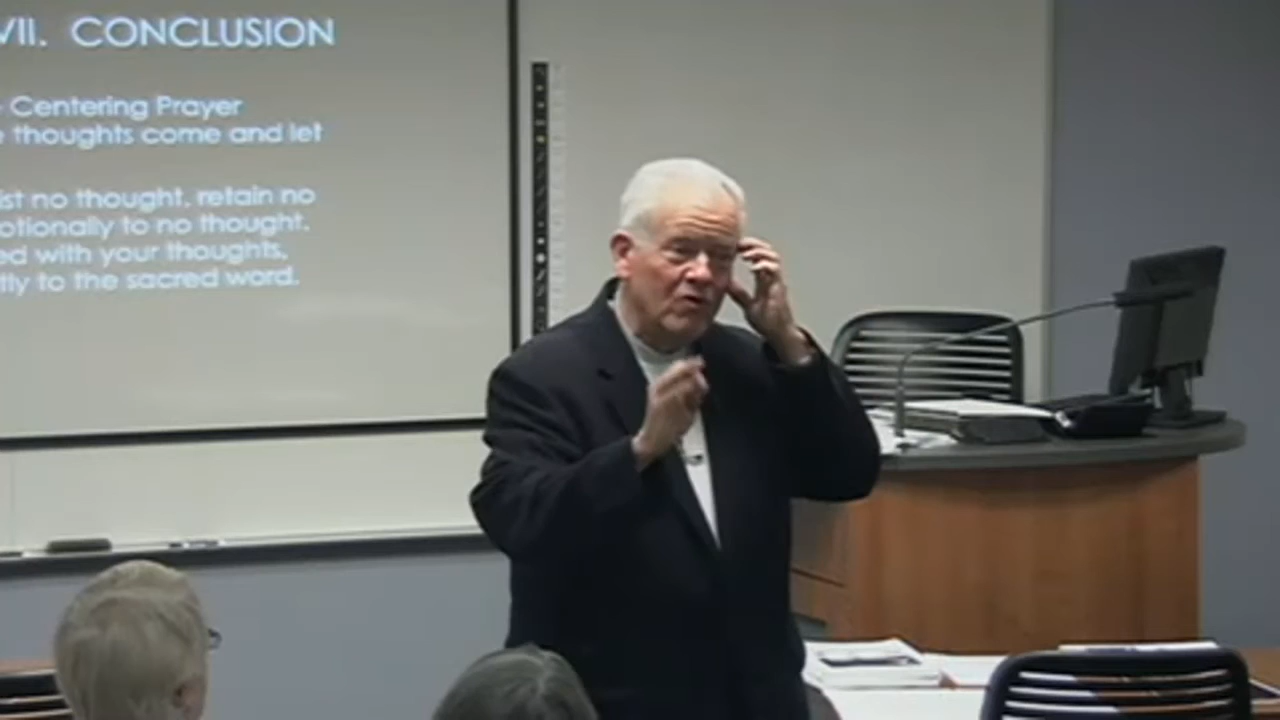 VII. CONCLUSION
- Centering Prayer
thoughts come and let
ist no thought, retain no
otionally to no thought.
ed with your thoughts,
tly to the sacred word.